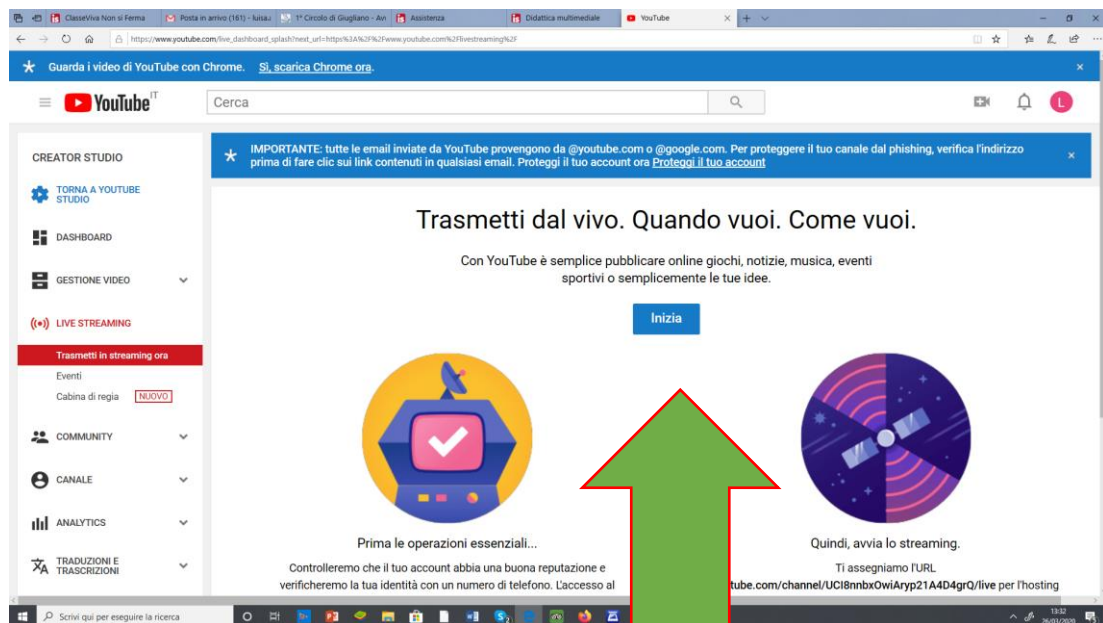 ClasseViva Non si Ferma
Posta in arrivo (161) - luisa.
1° Circolo di Giugliano - Avv
Assistenza
Didattica multimediale
YouTube
https://www.youtube.com/live_dashboard_splash?next_url=https%3A%2F%2Fwww.youtube.com%2Flivestreaming%2F
Guarda i video di YouTube con Chrome. Sì, scarica Chrome ora.
YouTube IT
Cerca
L
CREATOR STUDIO
TORNA A YOUTUBE
STUDIO
DASHBOARD
GESTIONE VIDEO
LIVE STREAMING
Trasmetti in streaming ora
Eventi
Cabina di regia NUOVO
COMMUNITY
CANALE
ANALYTICS
TRADUZIONI E
TRASCRIZIONI
IMPORTANTE: tutte le email inviate da YouTube provengono da @youtube.com o @google.com. Per proteggere il tuo canale dal phishing, verifica l'indirizzo
prima di fare clic sui link contenuti in qualsiasi email. Proteggi il tuo account ora Proteggi il tuo account
Trasmetti dal vivo. Quando vuoi. Come vuoi.
Con YouTube è semplice pubblicare online giochi, notizie, musica, eventi
sportivi o semplicemente le tue idee.
Inizia
Prima le operazioni essenziali...
Controlleremo che il tuo account abbia una buona reputazione e
verificheremo la tua identità con un numero di telefono. L'accesso al
Quindi, avvia lo streaming.
Ti assegniamo l'URL
tube.com/channel/UCI8nnbxOwiAryp21A4D4grQ/live per l'hosting
Scrivi qui per eseguire la ricerca
13:32
26/03/2020